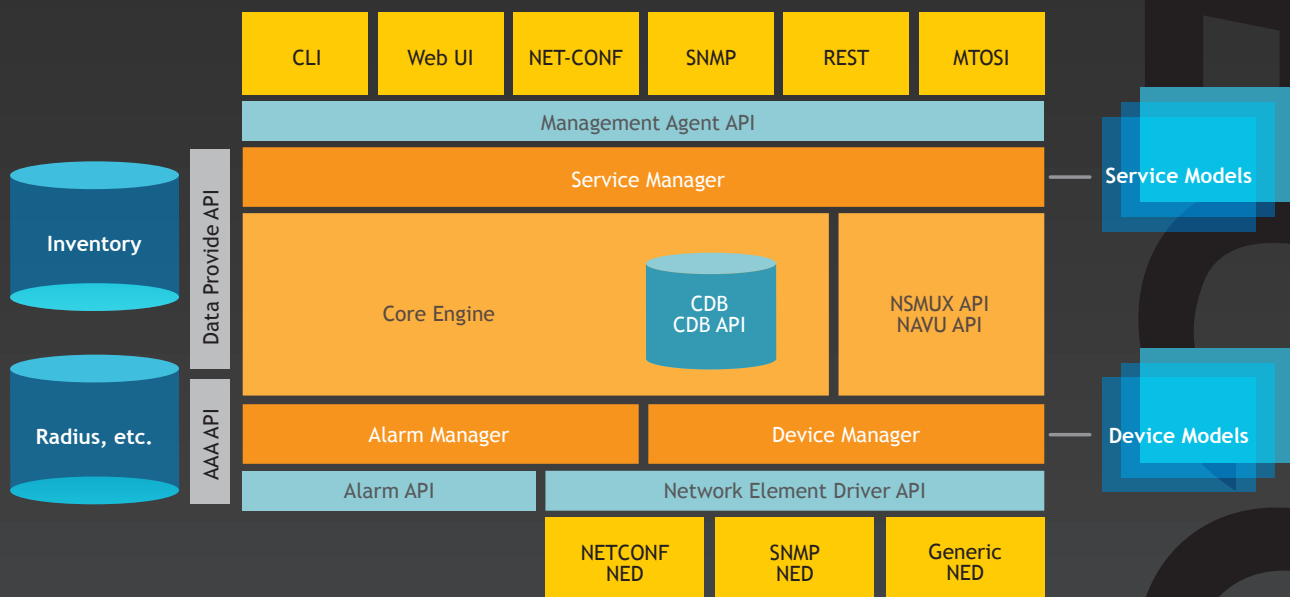 CLI
Web UI
NET-CONF
SNMP
REST
MTOSI
Management Agent API
Service Manager
Service Models
Data Provide API
Inventory
Core Engine
CDB
CDB API
NSMUX API
NAVU API
Radius, etc.
AAA API
Alarm Manager
Device Manager
Device Models
Alarm API
Network Element Driver API
NETCONF
NED
SNMP
NED
Generic
NED